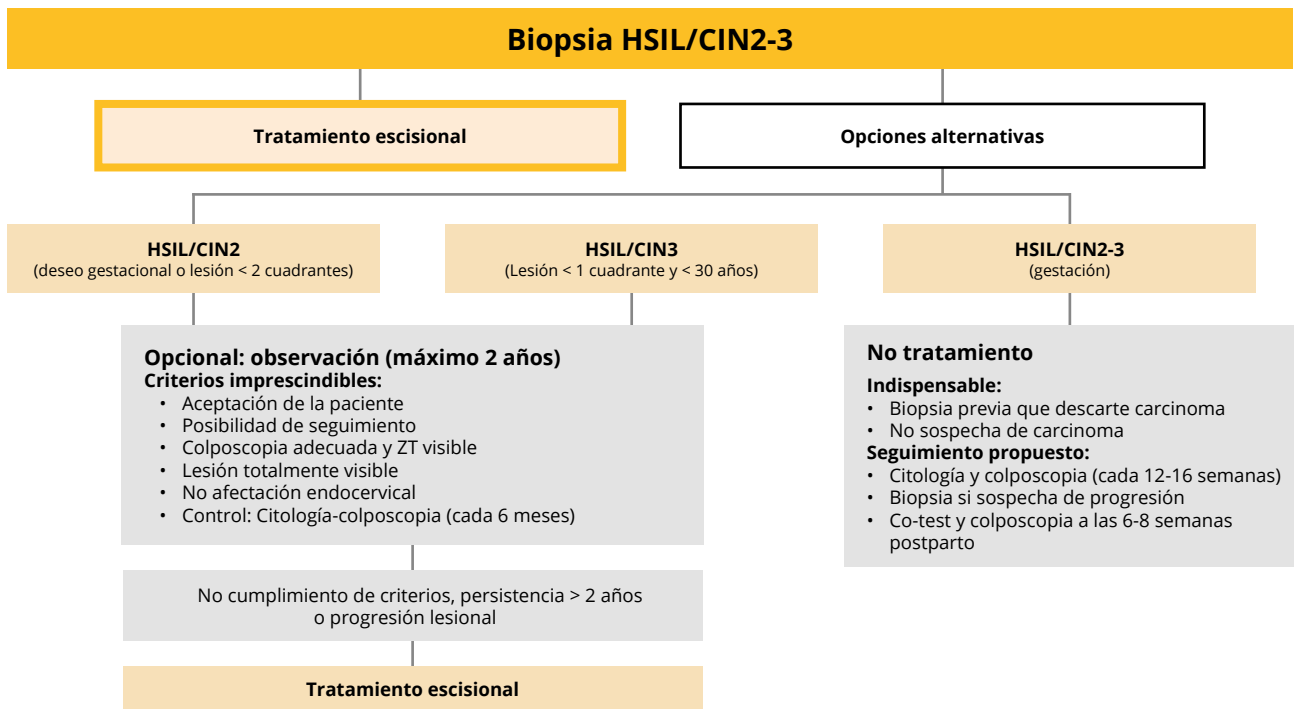 Biopsia HSIL/CIN2-3
Tratamiento escisional
Opciones alternativas
HSIL/CIN2
(deseo gestacional o lesión < 2 cuadrantes)
HSIL/CIN3
(Lesión < 1 cuadrante y < 30 años)
HSIL/CIN2-3
(gestación)
Opcional: observación (máximo 2 años)
Criterios imprescindibles:
• Aceptación de la paciente
• Posibilidad de seguimiento
• Colposcopia adecuada y ZT visible
• Lesión totalmente visible
• No afectación endocervical
• Control: Citología-colposcopia (cada 6 meses)
No tratamiento
Indispensable:
• Biopsia previa que descarte carcinoma
• No sospecha de carcinoma
Seguimiento propuesto:
• Citología y colposcopia (cada 12-16 semanas)
• Biopsia si sospecha de progresión
• Co-test y colposcopia a las 6-8 semanas
postparto
No cumplimiento de criterios, persistencia > 2 años
o progresión lesional
Tratamiento escisional